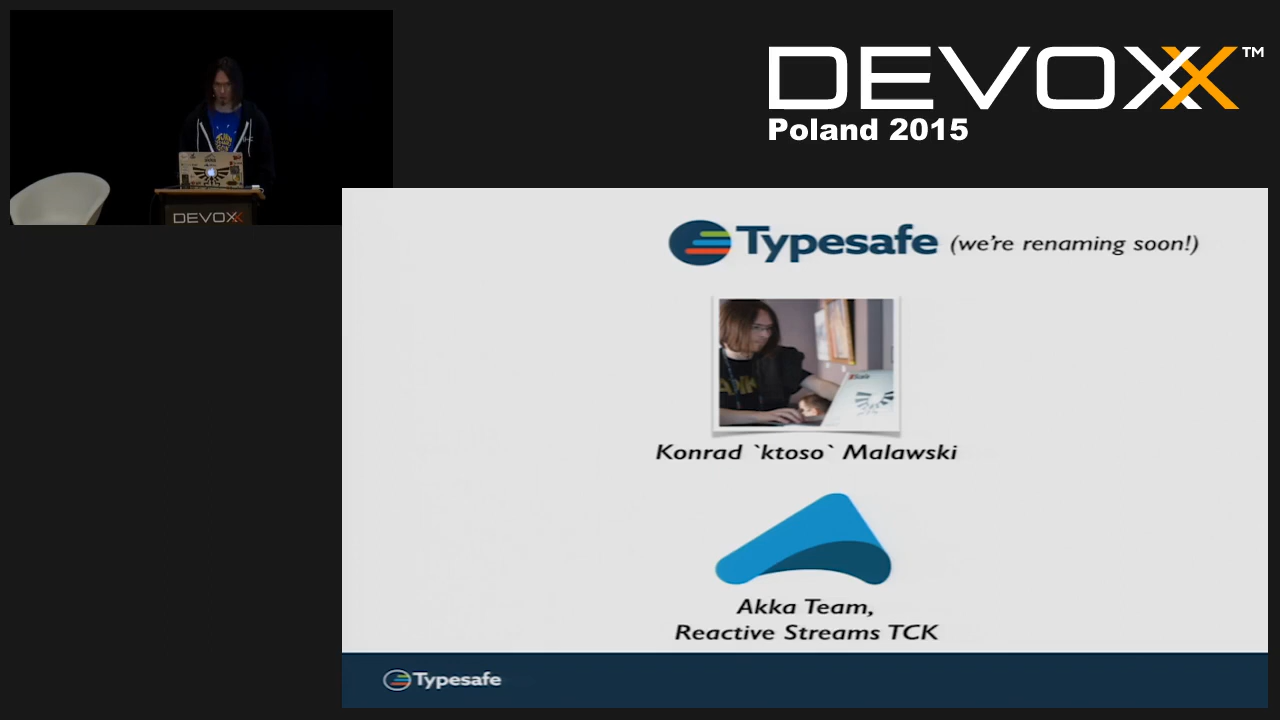 DEVOXX™
Poland 2015
DEVOXX
Typesafe (we're renaming soon!)
Konrad `ktoso` Malawski
Akka Team,
Reactive Streams TCK
Typesafe